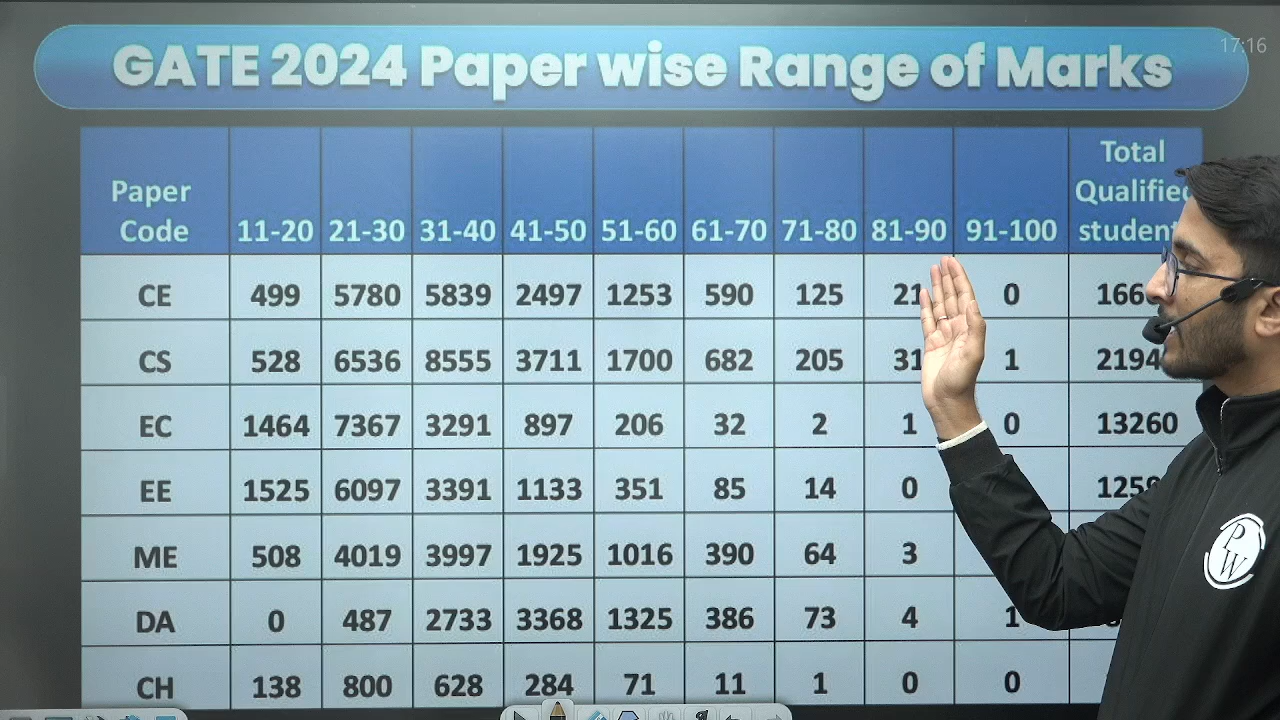 17:16
GATE 2024 Paper wise Range of Marks
Paper Code 11-20 21-30 31-40 41-50 51-60 61-70 71-80 81-90 91-100 Total Qualified student
CE 499 5780 5839 2497 1253 590 125 21 0
CS 528 6536 8555 3711 1700 682 205 31 1
EC 1464 7367 3291 897 206 32 2 1 0 13260
EE 1525 6097 3391 1133 351 85 14 0
ME 508 4019 3997 1925 1016 390 64 3
DA 0 487 2733 3368 1325 386 73 4 1
CH 138 800 628 284 71 11 1 0 0
PW